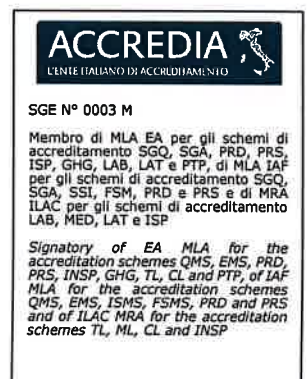 ACCREDIA
L'ENTE ITALIANO DI ACCREDITAMENTO
SGE N° 0003 M
Membro di MLA EA per gli schemi di
accreditamento SGQ, SGA, PRD, PRS,
ISP, GHG, LAB, LAT e PTP, di MLA IAF
per gli schemi di accreditamento SGQ,
SGA, SSI, FSM, PRD e PRS e di MRA
ILAC per gli schemi di accreditamento
LAB, MED, LAT e ISP
Signatory of EA MLA for the
accreditation schemes QMS, EMS, PRD,
PRS, INSP, GHG, TL, CL and PTP, of IAF
MLA for the accreditation schemes
QMS, EMS, ISMS, FSMS, PRD and PRS
and of ILAC MRA for the accreditation
schemes TL, ML, CL and INSP